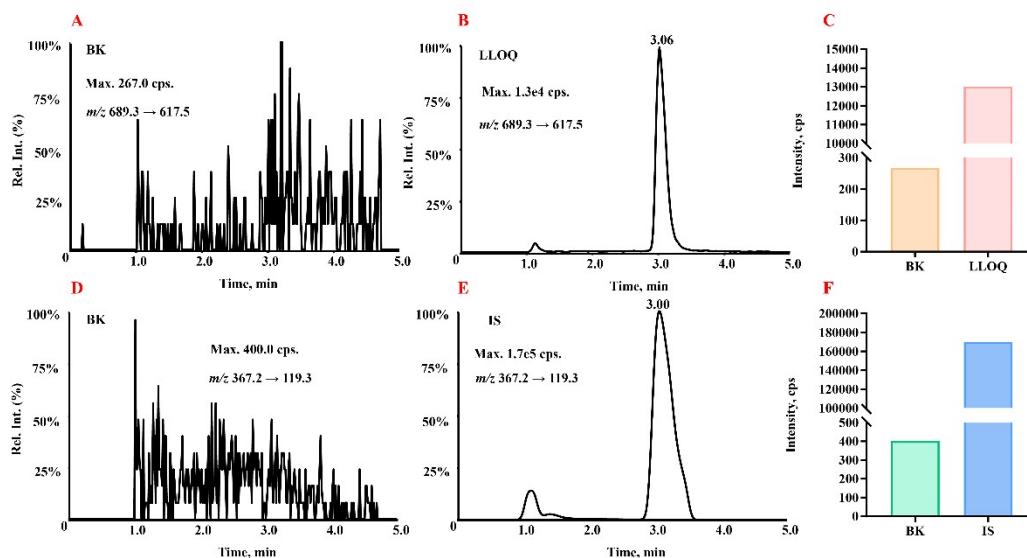 A
BK
Max. 267.0 cps.
m/z 689.3 → 617.5
Rel. Int. (%)
100%
75%
50%
25%
0
1.0
2.0
3.0
4.0
5.0
Time, min
B
LLOQ
3.06
Max. 1.3e4 cps.
m/z 689.3 → 617.5
Rel. Int. (%)
100%
75%
50%
25%
0
1.0
2.0
3.0
4.0
5.0
Time, min
C
Intensity, cps
15000
14000
13000
12000
11000
10000
300
200
100
0
BK
LLOQ
D
BK
Max. 400.0 cps.
m/z 367.2 → 119.3
Rel. Int. (%)
100%
75%
50%
25%
0
1.0
2.0
3.0
4.0
5.0
Time, min
E
IS
3.00
Max. 1.7e5 cps.
m/z 367.2 → 119.3
Rel. Int. (%)
100%
75%
50%
25%
0
1.0
2.0
3.0
4.0
5.0
Time, min
F
Intensity, cps
200000
180000
160000
140000
120000
100000
500
400
300
200
100
0
BK
IS